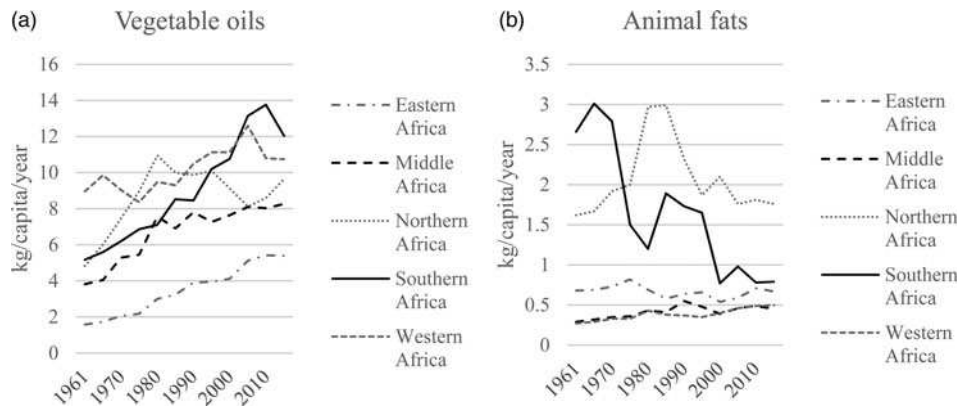 (a) Vegetable oils
kg/capita/year
16
14
12
10
8
6
4
2
0
1961
1970
1980
1990
2000
2010
Eastern
Africa
Middle
Africa
Northern
Africa
Southern
Africa
Western
Africa
(b) Animal fats
kg/capita/year
3.5
3
2.5
2
1.5
1
0.5
0
1961
1970
1980
1990
2000
2010
Eastern
Africa
Middle
Africa
Northern
Africa
Southern
Africa
Western
Africa